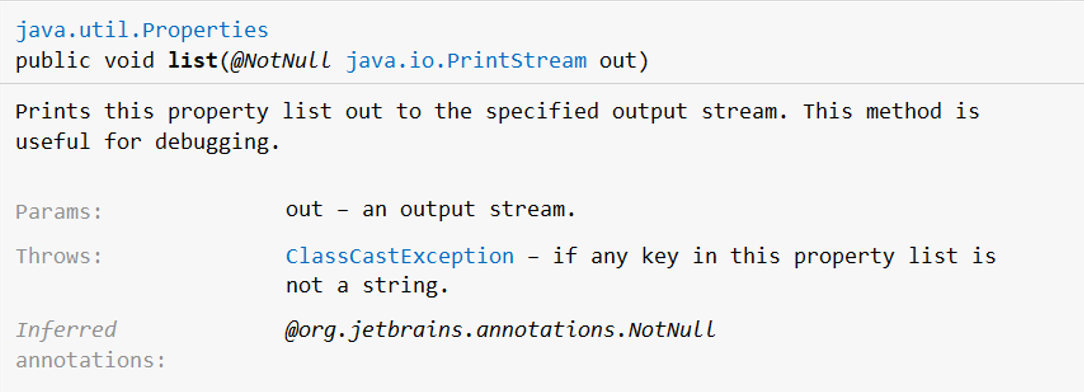 java.util.Properties
public void list(@NotNull java.io.PrintStream out)
Prints this property list out to the specified output stream. This method is
useful for debugging.
Params: out – an output stream.
Throws: ClassCastException – if any key in this property list is
not a string.
Inferred @org.jetbrains.annotations.NotNull
annotations: